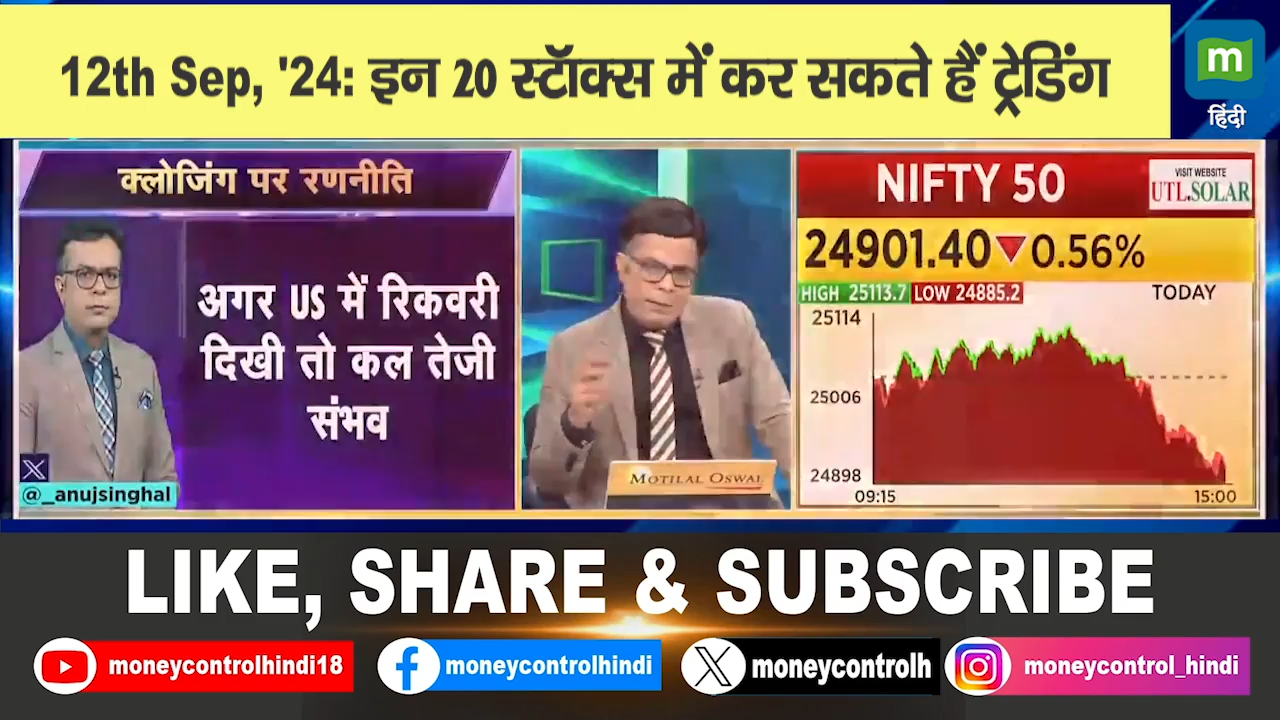 12th Sep, '24: इन 20 स्टॉक्स में कर सकते हैं ट्रेडिंग
m
हिंदी
क्लोजिंग पर रणनीति
अगर US में रिकवरी
दिखी तो कल तेजी
संभव
@_anujsinghal
MOTILAL OSWAL
NIFTY 50
VISIT WEBSITE
UTL.SOLAR
24901.40 0.56%
HIGH 25113.7 LOW 24885.2 TODAY
25114
25006
24898
09:15 15:00
LIKE, SHARE & SUBSCRIBE
moneycontrolhindi18 moneycontrolhindi moneycontrolh moneycontrol_hindi